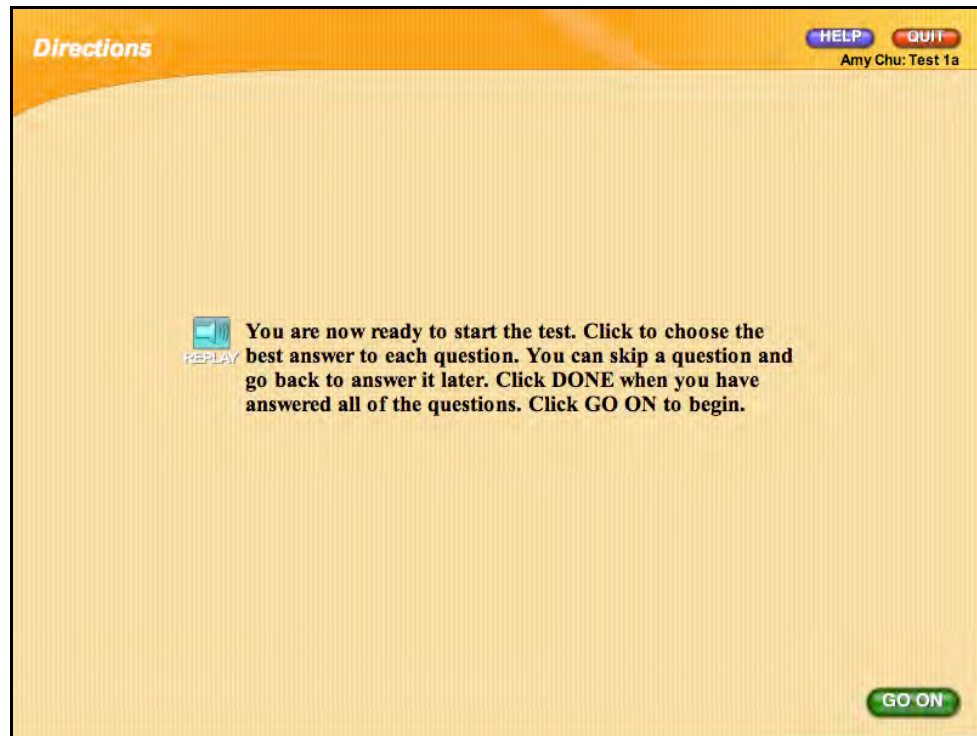 Directions
HELP QUIT
Amy Chu: Test 1a
You are now ready to start the test. Click to choose the
REPLAY best answer to each question. You can skip a question and
go back to answer it later. Click DONE when you have
answered all of the questions. Click GO ON to begin.
GO ON